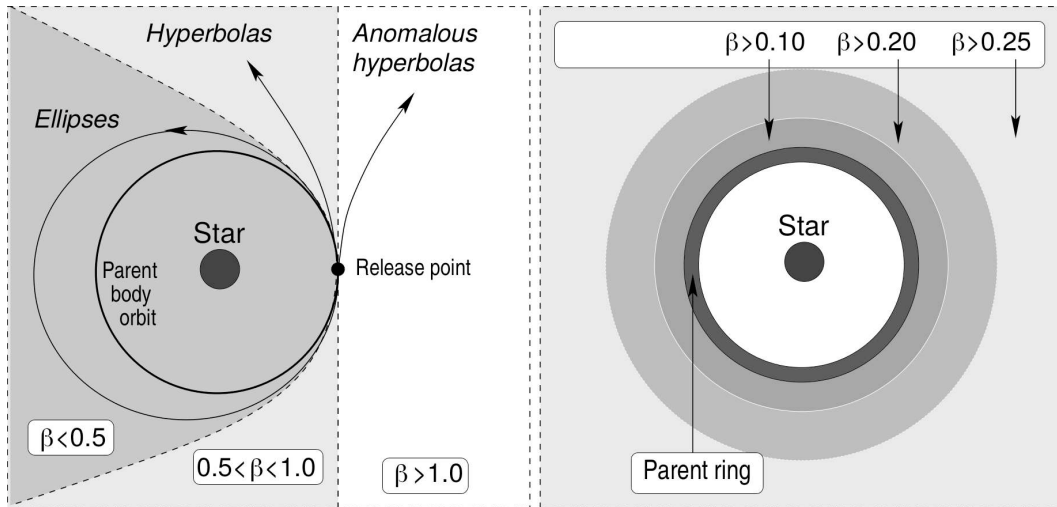 Hyperbolas
Anomalous
hyperbolas
Ellipses
Star
Parent
body
orbit
Release point
β<0.5
0.5<β<1.0
β>1.0
β>0.10 β>0.20 β>0.25
Star
Parent ring